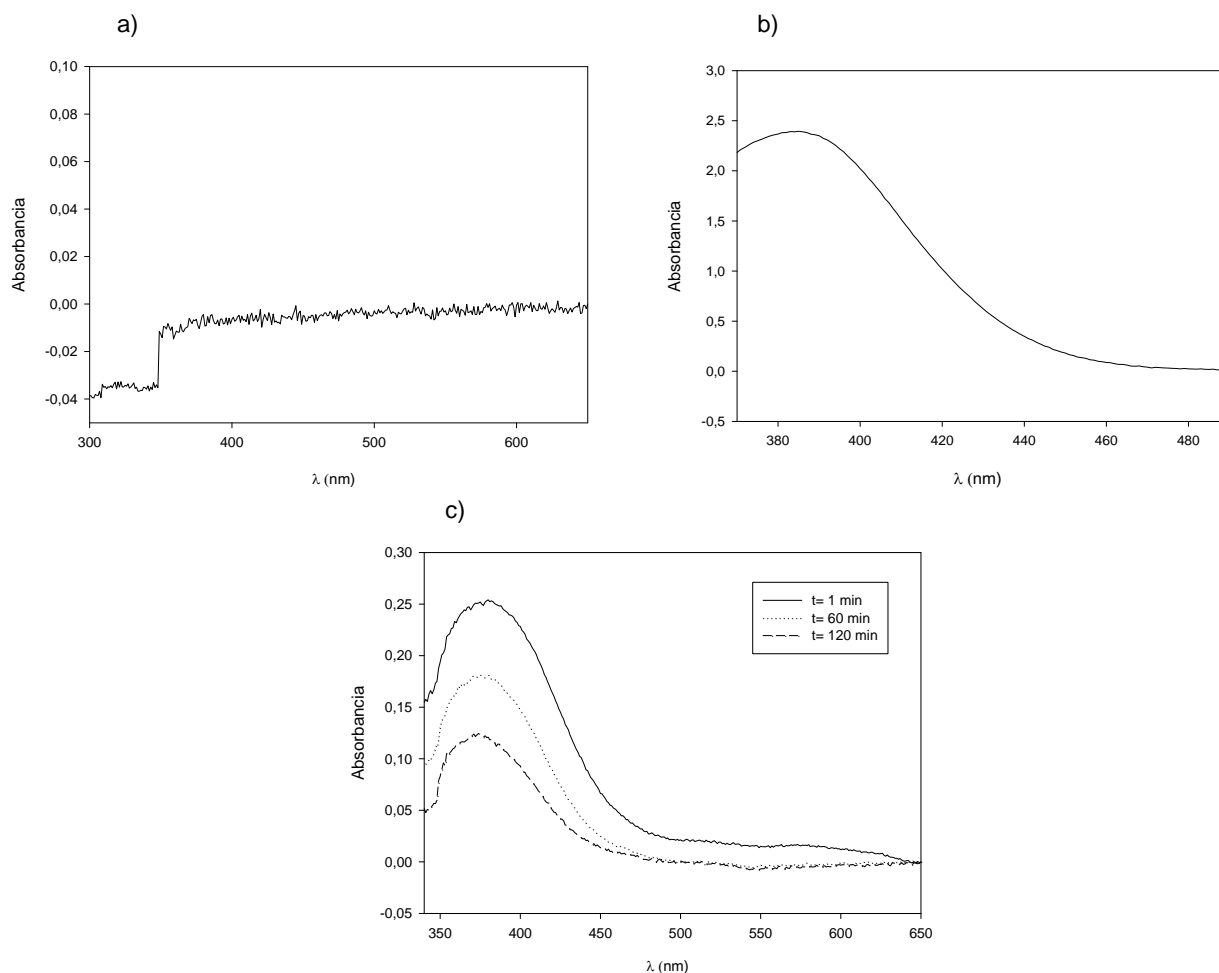 a)
0,10
0,08
0,06
0,04
0,02
0,00
-0,02
-0,04
Absorbancia
300 400 500 600
λ (nm)
b)
3,0
2,5
2,0
1,5
1,0
0,5
0,0
-0,5
Absorbancia
380 400 420 440 460 480
λ (nm)
c)
0,30
0,25
0,20
0,15
0,10
0,05
0,00
-0,05
Absorbancia
t= 1 min
t= 60 min
t= 120 min
350 400 450 500 550 600 650
λ (nm)